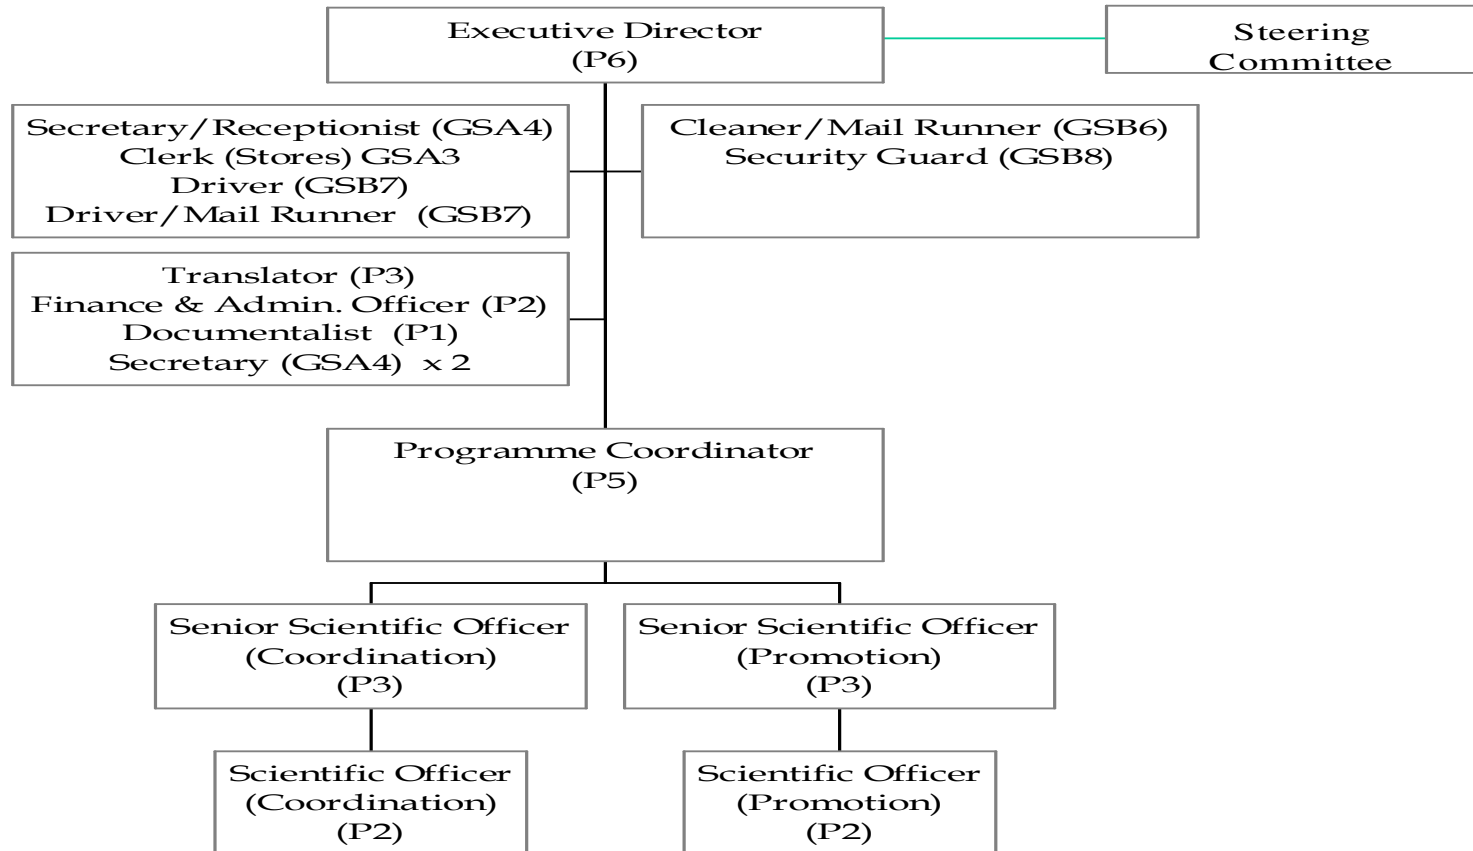 Executive Director
(P6)
Steering
Committee
Secretary/Receptionist (GSA4)
Clerk (Stores) GSA3
Driver (GSB7)
Driver/Mail Runner (GSB7)
Cleaner/Mail Runner (GSB6)
Security Guard (GSB8)
Translator (P3)
Finance & Admin. Officer (P2)
Documentalist (P1)
Secretary (GSA4) x 2
Programme Coordinator
(P5)
Senior Scientific Officer
(Coordination)
(P3)
Senior Scientific Officer
(Promotion)
(P3)
Scientific Officer
(Coordination)
(P2)
Scientific Officer
(Promotion)
(P2)